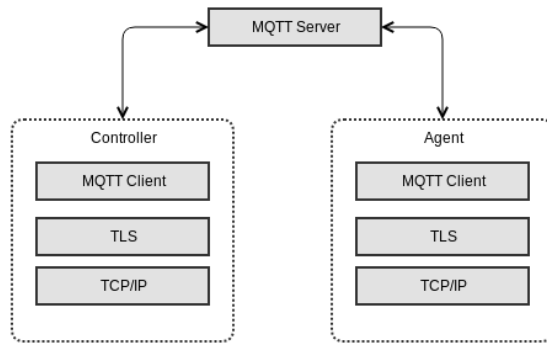 MQTT Server
Controller
MQTT Client
TLS
TCP/IP
Agent
MQTT Client
TLS
TCP/IP